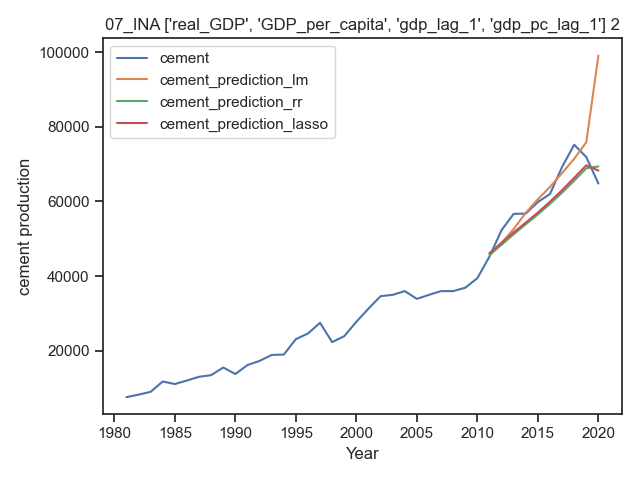 07_INA ['real_GDP', 'GDP_per_capita', 'gdp_lag_1', 'gdp_pc_lag_1'] 2
cement
cement_prediction_lm
cement_prediction_rr
cement_prediction_lasso
100000
80000
60000
40000
20000
cement production
1980 1985 1990 1995 2000 2005 2010 2015 2020
Year